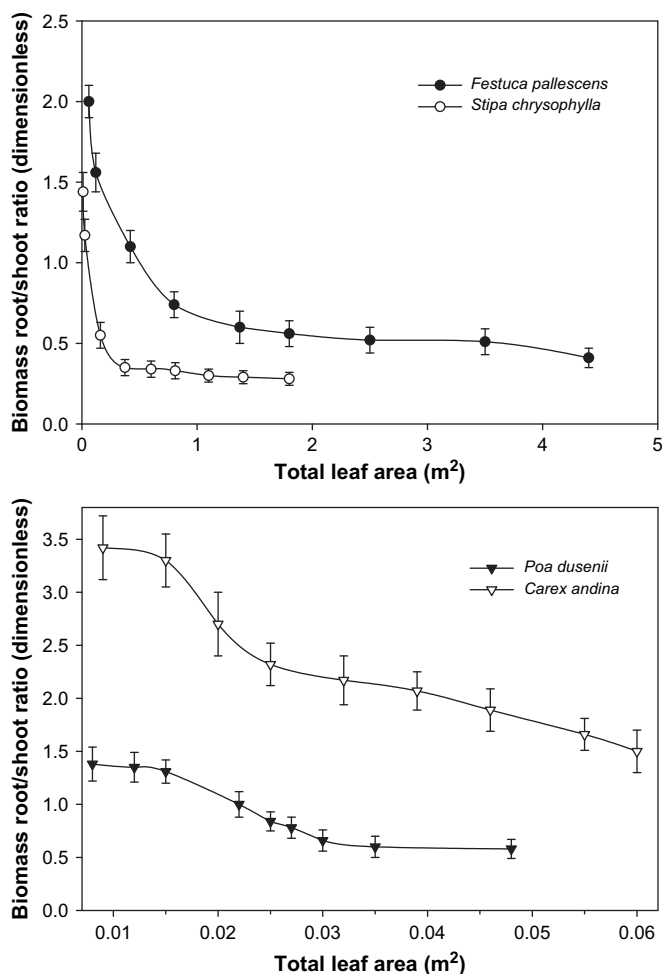 2.5
2.0
1.5
1.0
0.5
0.0
Biomass root/shoot ratio (dimensionless)
Festuca pallescens
Stipa chrysophylla
0 1 2 3 4 5
Total leaf area (m²)
3.5
3.0
2.5
2.0
1.5
1.0
0.5
0.0
Biomass root/shoot ratio (dimensionless)
Poa dusenii
Carex andina
0.01 0.02 0.03 0.04 0.05 0.06
Total leaf area (m²)